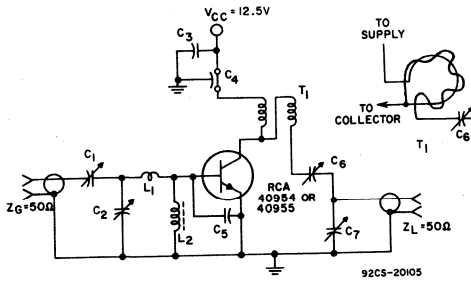 V_CC = 12.5V
C3
C4
T1
TO
SUPPLY
TO
COLLECTOR
C6
T1
C1
L1
C6
ZG=50Ω
C2
L2
C5
RCA
40954 OR
40955
C7
ZL=50Ω
92CS-20105